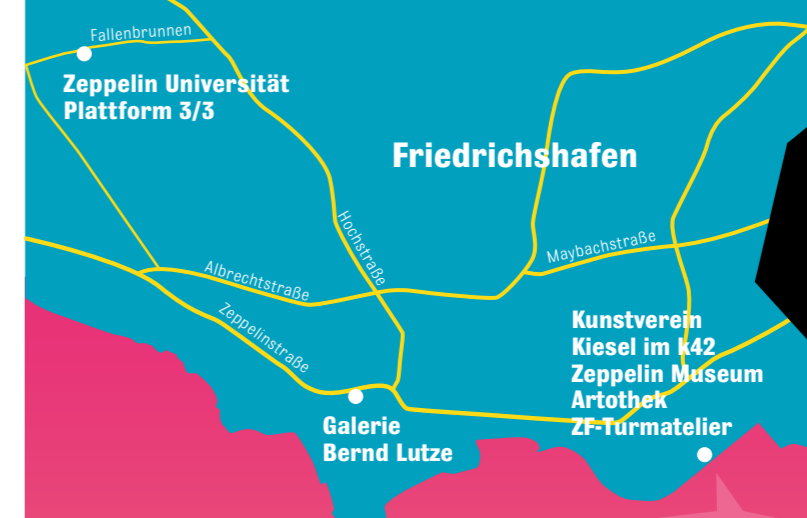 Fallenbrunnen
Zeppelin Universität
Plattform 3/3
Friedrichshafen
Hochstraße
Maybachstraße
Albrechtstraße
Zeppelinstraße
Kunstverein
Kiesel im k42
Zeppelin Museum
Artothek
ZF-Turmatelier
Galerie
Bernd Lutze